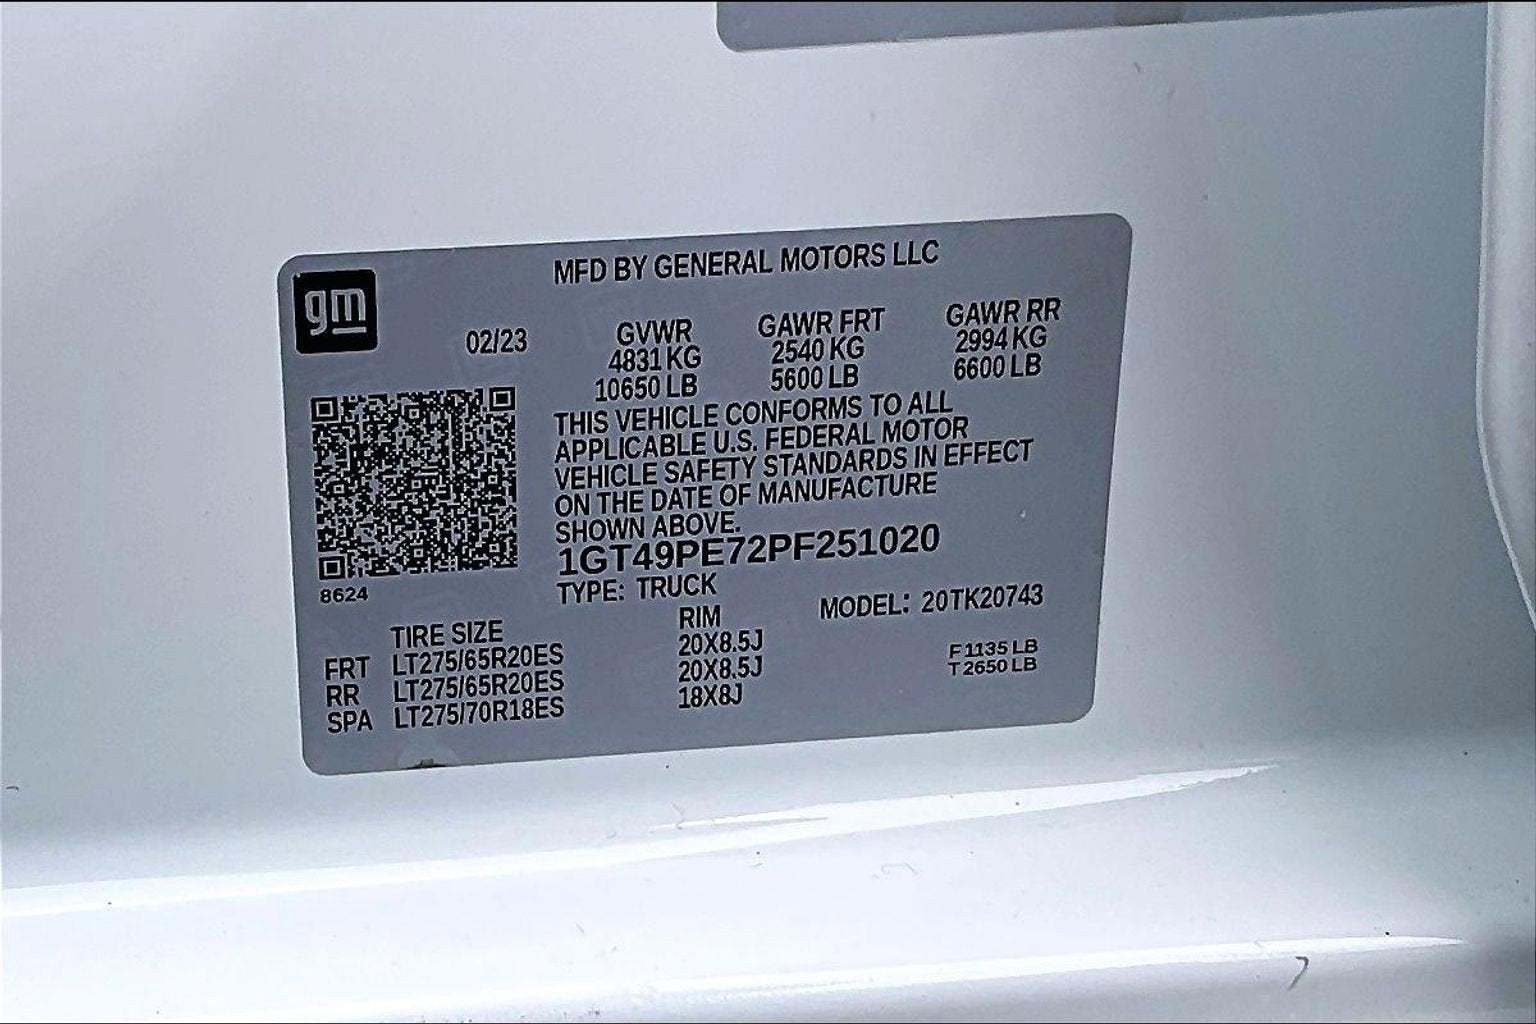 gm
MFD BY GENERAL MOTORS LLC
02/23 GVWR GAWR FRT GAWR RR
4831 KG 2540 KG 2994 KG
10650 LB 5600 LB 6600 LB
THIS VEHICLE CONFORMS TO ALL
APPLICABLE U.S. FEDERAL MOTOR
VEHICLE SAFETY STANDARDS IN EFFECT
ON THE DATE OF MANUFACTURE
SHOWN ABOVE.
1GT49PE72PF251020
8624
TYPE: TRUCK
MODEL: 20TK20743
TIRE SIZE RIM
FRT LT275/65R20ES 20X8.5J
RR LT275/65R20ES 20X8.5J
SPA LT275/70R18ES 18X8J
F 1135 LB
T 2650 LB